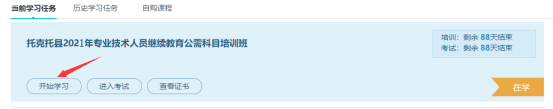 当前学习任务 历史学习任务 自购课程
托克托县2021年专业技术人员继续教育公需科目培训班
培训：剩余 88天结束
考试：剩余 88天结束
开始学习 进入考试 查看证书
在学